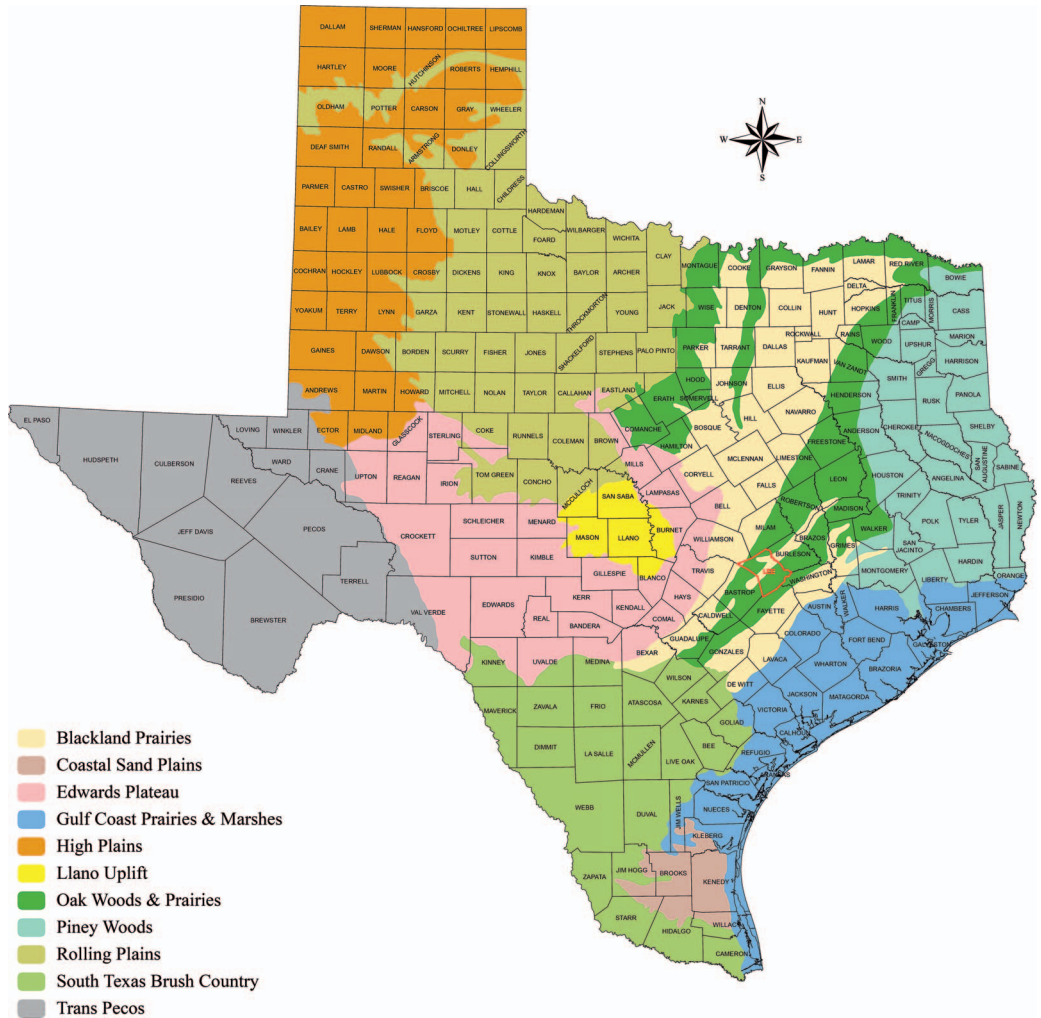 DALLAM SHERMAN HANSFORD OCHILTREE LIPSCOMB
N
HARTLEY MOORE HUTCHINSON ROBERTS HEMPHILL
W E
S
OLDHAM POTTER CARSON GRAY WHEELER
DEAF SMITH RANDALL ARMSTRONG DONLEY COLLINGSWORTH
PARMER CASTRO SWISHER BRISCOE HALL CHILDRESS
HARDEMAN
BAILEY LAMB HALE FLOYD MOTLEY COTTLE FOARD WILBARGER WICHITA
CLAY MONTAGUE COOKE GRAYSON FANNIN LAMAR RED RIVER BOWIE
COCHRAN HOCKLEY LUBBOCK CROSBY DICKENS KING KNOX BAYLOR ARCHER
DELTA FRANKLIN TITUS MORRIS CASS
YOAKUM TERRY LYNN GARZA KENT STONEWALL HASKELL THROCKMORTON YOUNG JACK WISE DENTON COLLIN HUNT HOPKINS
CAMP MARION
ROCKWALL RAINS WOOD UPSHUR
GAINES DAWSON BORDEN SCURRY FISHER JONES SHACKELFORD STEPHENS PALO PINTO PARKER TARRANT DALLAS KAUFMAN VAN ZANDT GREGG HARRISON
SMITH
ANDREWS MARTIN HOWARD MITCHELL NOLAN TAYLOR CALLAHAN EASTLAND ERATH HOOD SOMERVELL JOHNSON ELLIS HENDERSON RUSK PANOLA
EL PASO LOVING WINKLER ECTOR MIDLAND GLASSCOCK STERLING COKE RUNNELS COLEMAN BROWN COMANCHE HAMILTON BOSQUE HILL NAVARRO ANDERSON CHEROKEE NACOGDOCHES SHELBY
HUDSPETH CULBERSON REEVES WARD CRANE UPTON REAGAN IRION TOM GREEN CONCHO MCCULLOCH MILLS CORYELL MCLENNAN LIMESTONE FREESTONE HOUSTON ANGELINA SAN AUGUSTINE SABINE
SAN SABA LAMPASAS BELL FALLS LEON TRINITY
JEFF DAVIS PECOS CROCKETT SCHLEICHER MENARD MASON LLANO BURNET WILLIAMSON MILAM ROBERTSON MADISON WALKER POLK TYLER JASPER NEWTON
SUTTON KIMBLE BRAZOS GRIMES SAN JACINTO
BURLESON
PRESIDIO BREWSTER TERRELL GILLESPIE BLANCO TRAVIS LEE WASHINGTON MONTGOMERY LIBERTY HARDIN ORANGE
VAL VERDE EDWARDS REAL KERR KENDALL HAYS BASTROP FAYETTE AUSTIN WALKER HARRIS CHAMBERS JEFFERSON
BANDERA COMAL CALDWELL
KINNEY UVALDE MEDINA BEXAR GUADALUPE GONZALES COLORADO FORT BEND GALVESTON
LAVACA WHARTON BRAZORIA
MAVERICK ZAVALA FRIO ATASCOSA WILSON KARNES DE WITT JACKSON MATAGORDA
GOLIAD VICTORIA
DIMMIT LA SALLE MCMULLEN LIVE OAK BEE REFUGIO CALHOUN
ARANSAS
SAN PATRICIO
WEBB DUVAL JIM WELLS NUECES
KLEBERG
ZAPATA JIM HOGG BROOKS KENEDY
STARR HIDALGO WILLAC
CAMERON
Blackland Prairies
Coastal Sand Plains
Edwards Plateau
Gulf Coast Prairies & Marshes
High Plains
Llano Uplift
Oak Woods & Prairies
Piney Woods
Rolling Plains
South Texas Brush Country
Trans Pecos